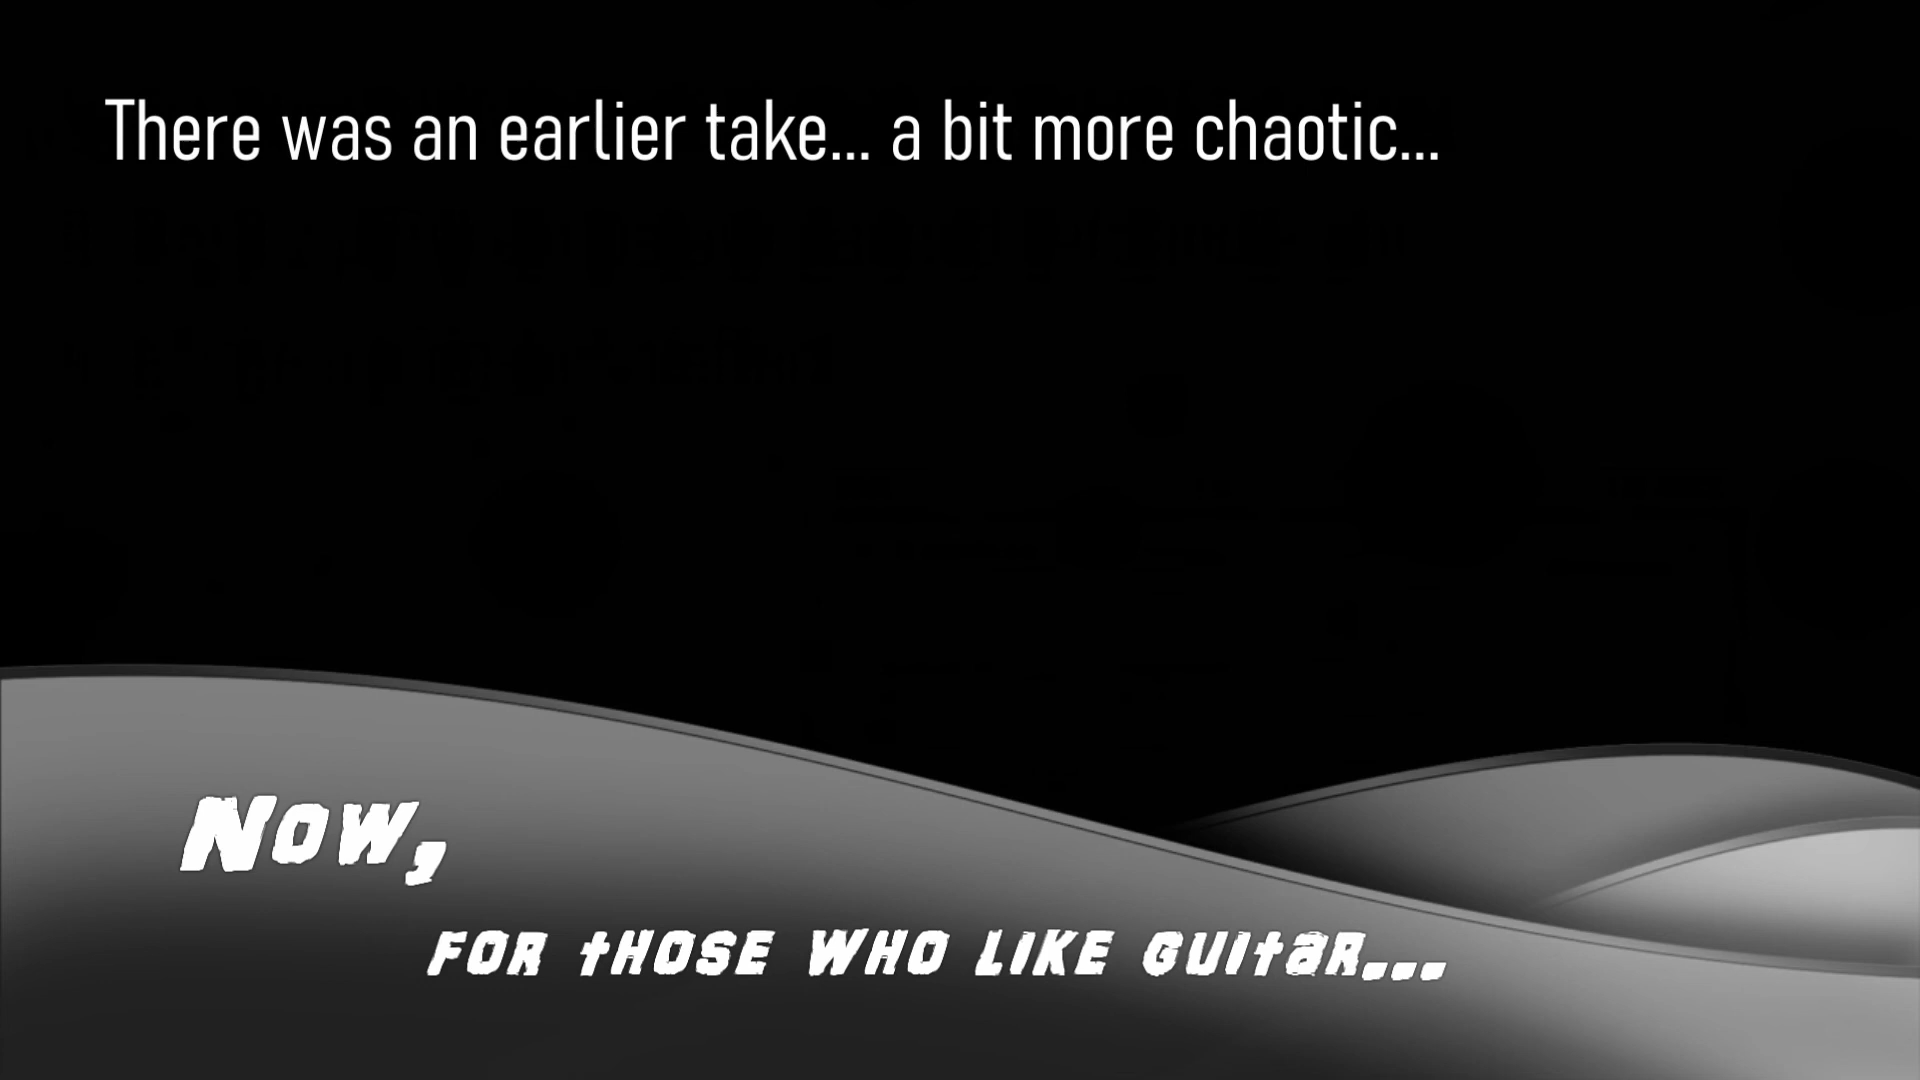 There was an earlier take... a bit more chaotic...
Now,
for those who like guitar...